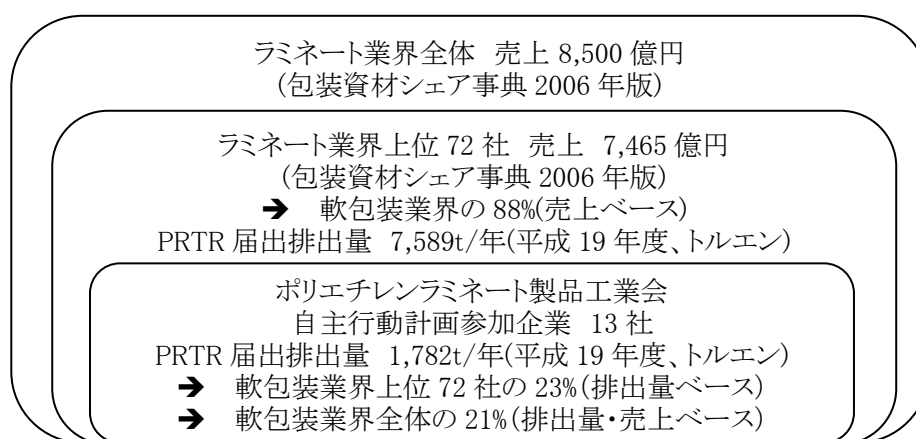 ラミネート業界全体 売上 8,500 億円
(包装資材シェア事典 2006 年版)
ラミネート業界上位 72 社 売上 7,465 億円
(包装資材シェア事典 2006 年版)
➔ 軟包装業界の 88%(売上ベース)
PRTR 届出排出量 7,589t/年(平成 19 年度、トルエン)
ポリエチレンラミネート製品工業会
自主行動計画参加企業 13 社
PRTR 届出排出量 1,782t/年(平成 19 年度、トルエン)
➔ 軟包装業界上位 72 社の 23%(排出量ベース)
➔ 軟包装業界全体の 21%(排出量・売上ベース)